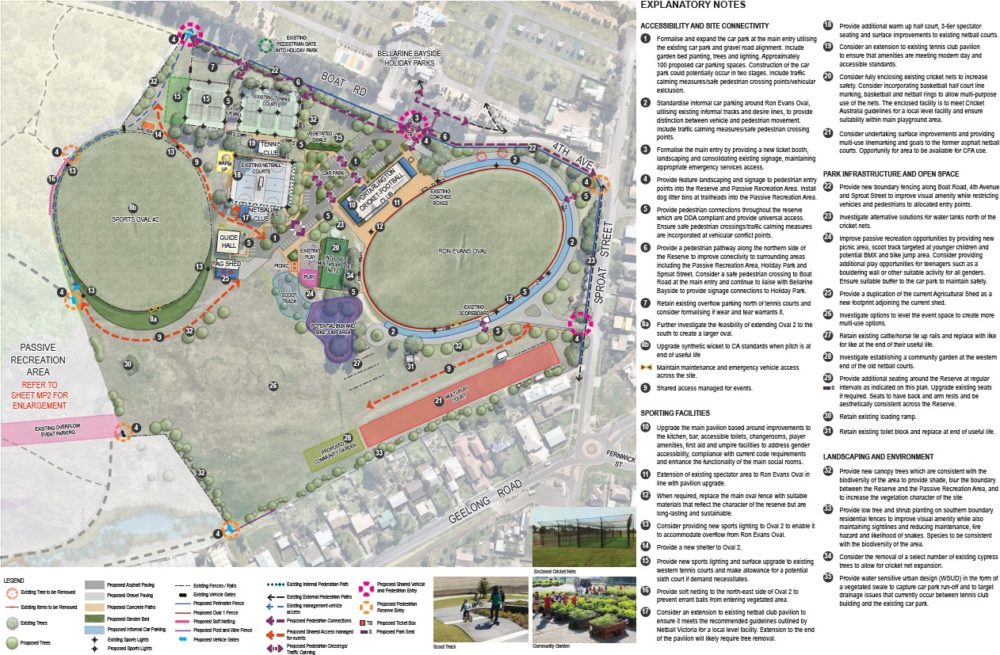 EXPLANATORY NOTES
ACCESSIBILITY AND SITE CONNECTIVITY
1 Formalise and expand the car park at the main entry utilising
the existing car park and gravel road alignment. Include
garden bed planting, trees and lighting. Approximately
100 proposed car parking spaces. Construction of the car
park could potentially occur in two stages. Include traffic
calming measures/safe pedestrian crossing points/vehicular
exiclusion.
2 Standardise informal car parking around Ron Evans Oval,
utilising existing informal tracks and desire lines, to provide
distinction between vehicle and pedestrian movement.
Include traffic calming measures/safe pedestrian crossing
points.
3 Formalise the main entry by providing a new ticket booth,
landscaping and consolidating existing signage, maintaining
appropriate emergency services access.
4 Provide feature landscaping and signage to pedestrian entry
points into the Reserve and Passive Recreation Area. Install
dog litter bins at trailheads into the Passive Recreation Area.
5 Provide pedestrian connections throughout the reserve
which are DDA compliant and provide universal access.
Ensure safe pedestrian crossings/traffic calming measures
are incorporated at vehicular conflict points.
6 Provide a pedestrian pathway along the northern side of
the Reserve to improve conectivity to surrounding areas
including the Passive Recreation Area, Holiday Park and
Sproat Street. Consider a safe pedestrian crossing to Boat
Road at the main entry and continue to liaise with Bellarine
Bayside to provide signage connections to Holiday Park.
7 Retain existing overflow parking north of tennis courts and
consider formalising if wear and tear warrants it.
8a Further investigate the feasibility of extending Oval 2 to the
south to create a larger oval.
8b Upgrade synthetic wicket to CA standards when pitch is at
end of useful life
Maintain maintenance and emergency vehicle access
across the site.
9 Shared access managed for events.
SPORTING FACILITIES
10 Upgrade the main pavilion based around improvements to
the kitchen, bar, accessible toilets, changerooms, player
amenities, first aid and umpire facilities to address gender
accessibility, compliance with current code requirements
and enhance the functionality of the main social rooms.
11 Extension of existing spectator area to Ron Evans Oval in
line with pavilion upgrade.
12 When required, replace the main oval fence with suitable
materials that reflect the character of the reserve but are
long-lasting and sustainable.
13 Consider providing new sports lighting to Oval 2 to enable it
to accommodate overflow from Ron Evans Oval.
14 Provide a new shelter to Oval 2.
15 Provide new sports lighting and surface upgrade to existing
western tennis courts and make allowance for a potential
sixth court if demand necessitates.
16 Provide soft netting to the north-east side of Oval 2 to
prevent errant balls from entering vegetated area.
17 Consider an extension to existing netball club pavilion to
ensure it meets the recommended guidelines outlined by
Netball Victoria for a local level facility. Extension to the end
of the pavilion will likely require tree removal.
18 Provide additional warm up half court, 3-tier spectator
seating and surface improvements to existing netball courts.
19 Consider an extension to existing tennis club pavilion
to ensure that amenities are meeting modern day and
accessible standards.
20 Consider fully enclosing existing cricket nets to increase
safety. Consider incorporating basketball half court line
marking, basketball and netball rings to allow multi-purpose
use of the nets. The enclosed facility is to meet Cricket
Australia guidelines for a local level facility and ensure
suitability within main playground area.
21 Consider undertaking surface improvements and providing
multi-use linemarking and goals to the former asphalt netball
courts. Opportunity for area to be available for CFA use.
PARK INFRASTRUCTURE AND OPEN SPACE
22 Provide new boundary fencing along Boat Road, 4th Avenue
and Sproat Street to improve visual amenity while restricting
vehicles and pedestrians to allocated entry points.
23 Investigate alternative solutions for water tanks north of the
cricket nets.
24 Improve passive recreation opportunities by providing new
picnic area, scoot track targeted at younger children and
potential BMX and bike jump area. Consider providing
additional play opportunities for teenagers such as a
bouldering wall or other suitable activity for all genders.
Ensure suitable buffer to the car park to maintain safety.
25 Provide a duplication of the current Agricultural Shed as a
new footprint adjoining the current shed.
26 Investigate options to level the event space to create more
multi-use options.
27 Retain existing cattle/horse tie up rails and replace with like
for like at the end of their useful life.
28 Investigate establishing a community garden at the western
end of the old netball courts.
29 Provide additional seating around the Reserve at regular
S intervals as indicated on this plan. Upgrade existing seats
if required. Seats to have back and arm rests and be
aesthetically consistent across the Reserve.
30 Retain existing loading ramp.
31 Retain existing toilet block and replace at end of useful life.
LANDSCAPING AND ENVIRONMENT
32 Provide new canopy trees which are consistent with the
biodiversity of the area to provide shade, blur the boundary
between the Reserve and the Passive Recreation Area, and
to increase the vegetation character of the site
33 Provide low tree and shrub planting on southern boundary
residential fences to improve visual amenity while also
maintaining sightlines and reducing maintenance, fire
hazard and likelihood of snakes. Species to be consistent
with the biodiversity of the area.
34 Consider the removal of a select number of existing cypress
trees to allow for cricket net expansion.
35 Provide water sensitive urban design (WSUD) in the form of
a vegetated swale to capture car park run-off and to target
drainage issues that currently occur between tennis club
building and the existing car park.
EXISTING
PEDESTRIAN GATE
INTO HOLIDAY PARK
BELLARINE BAYSIDE
HOLIDAY PARKS
BOAT RD
4TH AVE
SPROAT STREET
FERNWICK
ST
GEELONG ROAD
EXISTING TENNIS
COURTS
SHELTER
TENNIS
CLUB
VEGETATED
SWALE
WARM
UP
EXISTING NETBALL
COURTS
NETBALL
CLUB
CAR PARK
PORTARLINGTON
CRICKET-FOOTBALL
CLUB
EXISTING
COACHES
BOXES
SPORTS OVAL #2
GUIDE
HALL
AG SHED
PICNIC
EXISTING
PLAY
PLAY
SCOOT
TRACK
RON EVANS OVAL
EXISTING
SCOREBOARD
POTENTIAL BMX AND
BIKE JUMP AREA
MULTIPLAY
COURT
PROPOSED
COMMUNITY GARDEN
PASSIVE
RECREATION
AREA
REFER TO
SHEET MP2 FOR
ENLARGEMENT
EXISTING OVERFLOW
EVENT PARKING
LEGEND
Existing Tree to be Removed
Existing Items to be Removed
Existing Trees
Proposed Trees
Proposed Asphalt Paving
Proposed Gravel Paving
Proposed Concrete Paths
Proposed Garden Bed
Proposed Informal Car Parking
Existing Sports Lights
Proposed Sports Lights
Existing Fences / Rails
Existing Vehicle Gates
Proposed Perimeter Fence
Proposed Oval 1 Fence
Proposed Soft Netting
Proposed Post and Wire Fence
Proposed Vehicle Gates
Existing Internal Pedestrian Path
Existing External Pedestrian Paths
Existing management vehicle
access
Proposed Pedestrian Connections
Proposed Shared Access managed
for events
Proposed Pedestrian Crossings/
Traffic Calming
Proposed Shared Vehicle
and Pedestrian Entry
Proposed Pedestrian
Reserve Entry
TB Proposed Ticket Box
S Proposed Park Seat
Scoot Track
Enclosed Cricket Nets
Community Garden